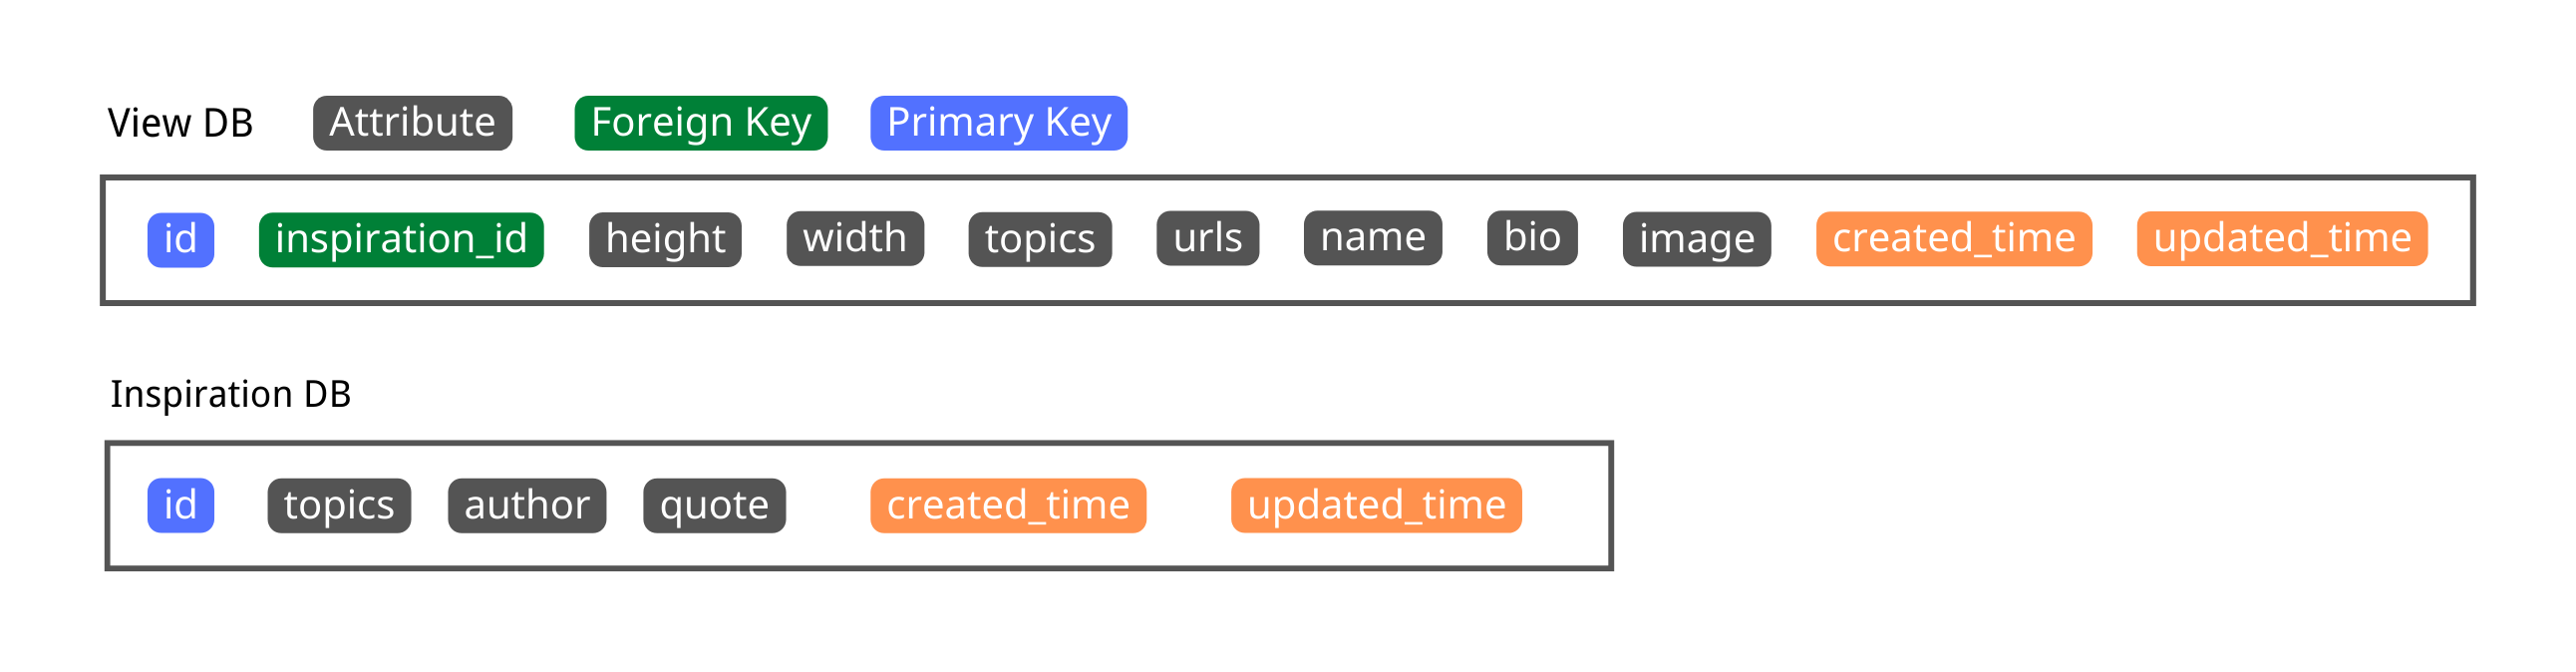 View DB Attribute Foreign Key Primary Key
id inspiration_id height width topics urls name bio image created_time updated_time
Inspiration DB
id topics author quote created_time updated_time